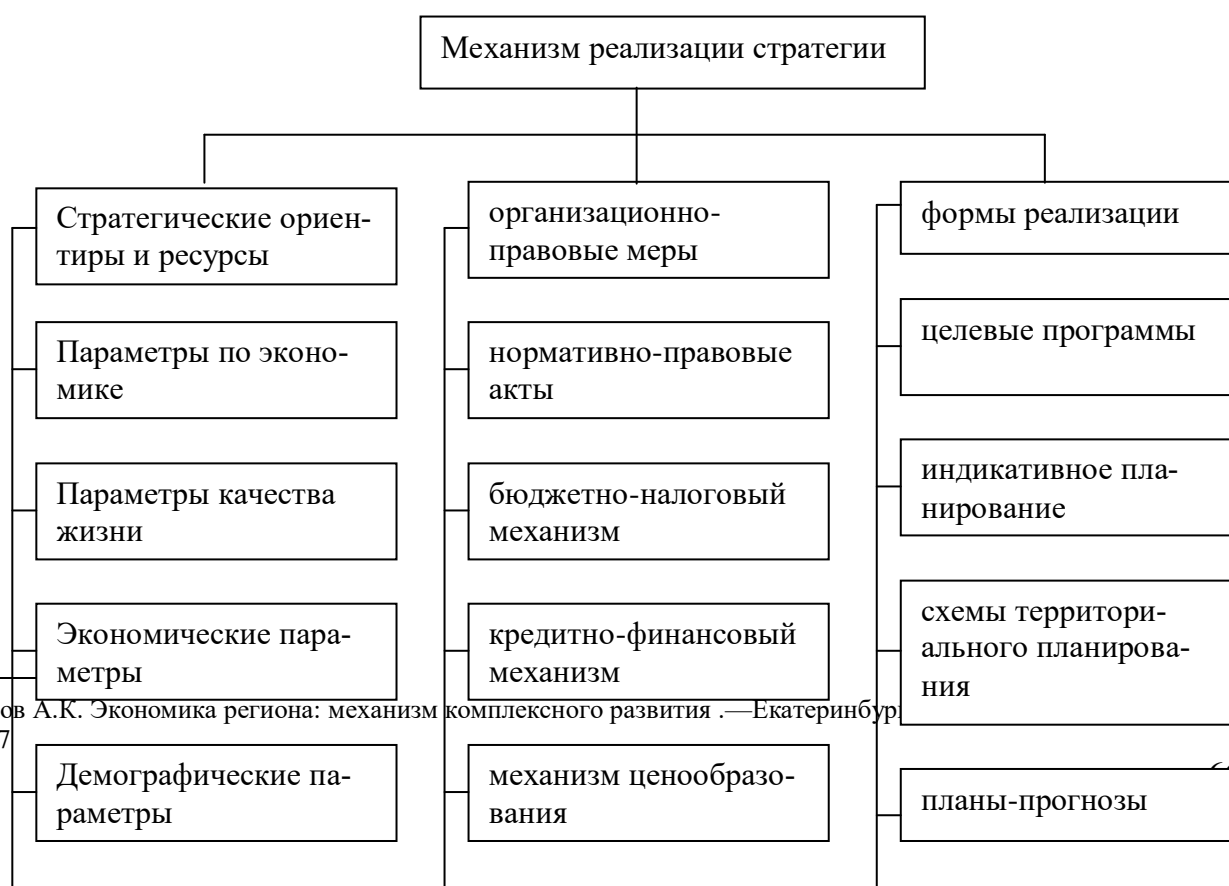 Механизм реализации стратегии
Стратегические ориен-
тиры и ресурсы
Параметры по эконо-
мике
Параметры качества
жизни
Экономические пара-
метры
Демографические па-
раметры
организационно-
правовые меры
нормативно-правовые
акты
бюджетно-налоговый
механизм
кредитно-финансовый
механизм
механизм ценообразо-
вания
формы реализации
целевые программы
индикативное пла-
нирование
схемы территори-
ального планирова-
ния
планы-прогнозы
ов А.К. Экономика региона: механизм комплексного развития .—Екатеринбур
7